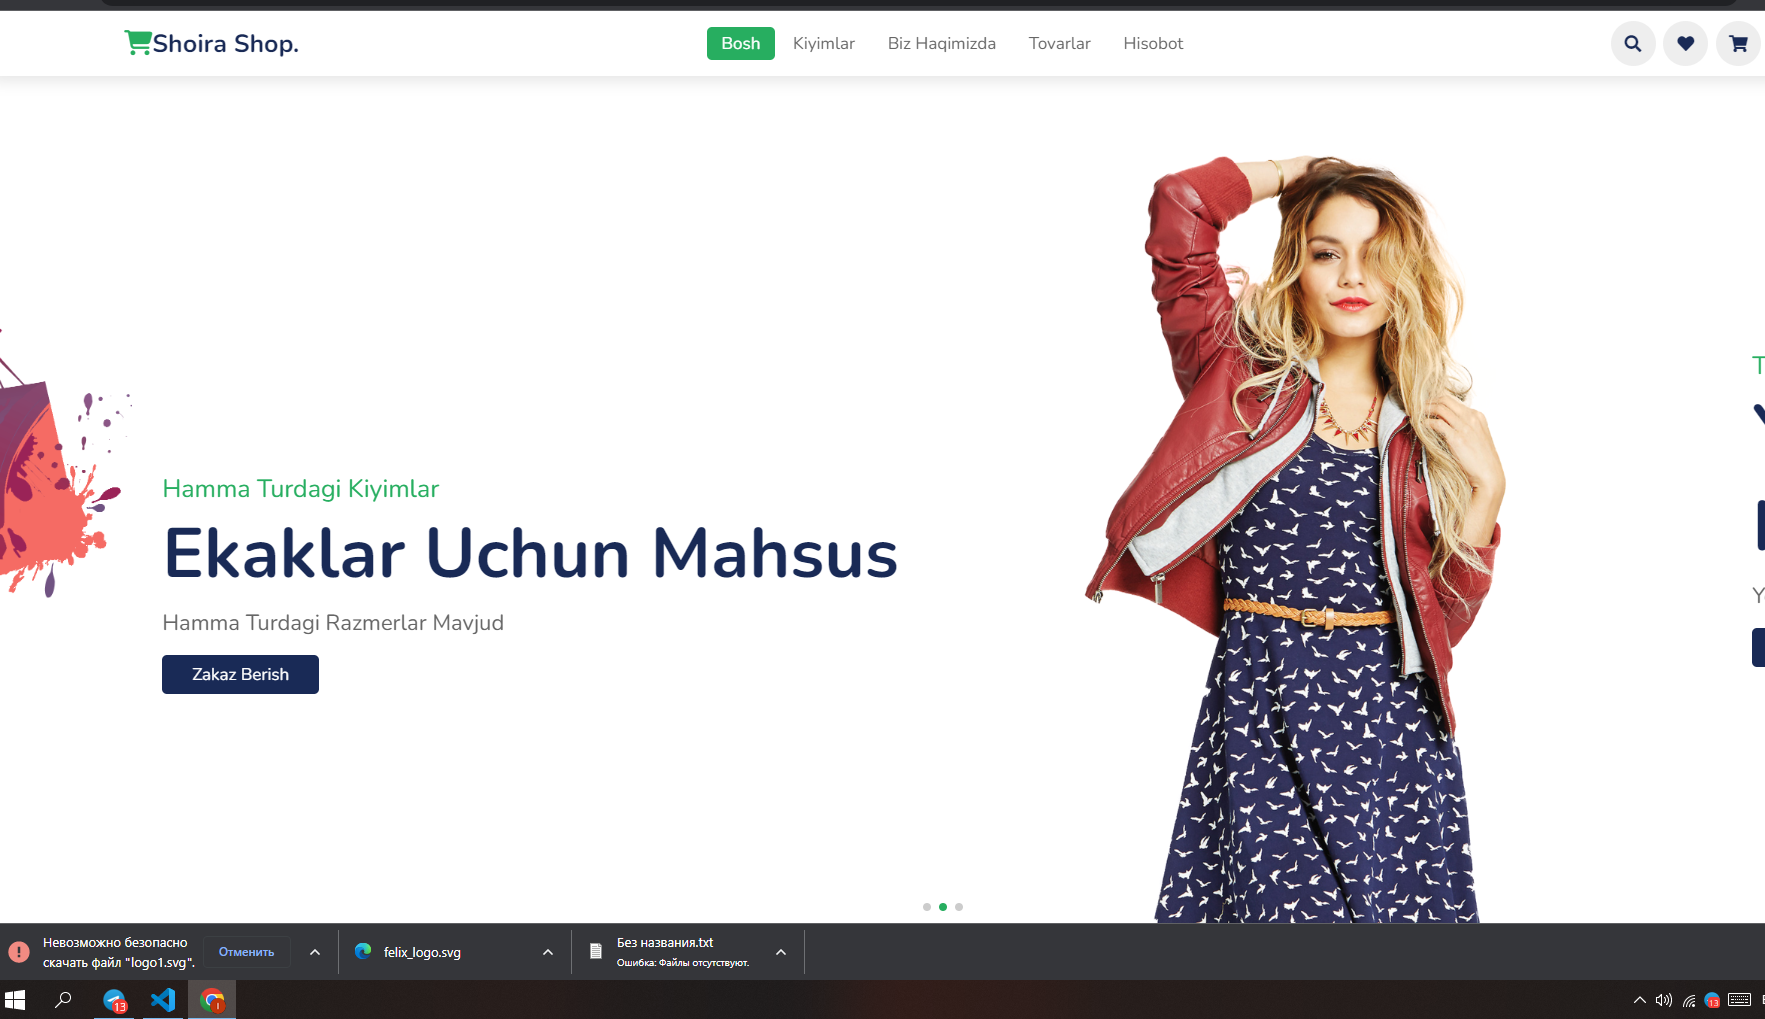 Shoira Shop.
Bosh
Kiyimlar
Biz Haqimizda
Tovarlar
Hisobot
Hamma Turdagi Kiyimlar
Ekaklar Uchun Mahsus
Hamma Turdagi Razmerlar Mavjud
Zakaz Berish
Невозможно безопасно
скачать файл "logo1.svg".
Отменить
felix_logo.svg
Без названия.txt
Ошибка: Файлы отсутствуют.
13
13